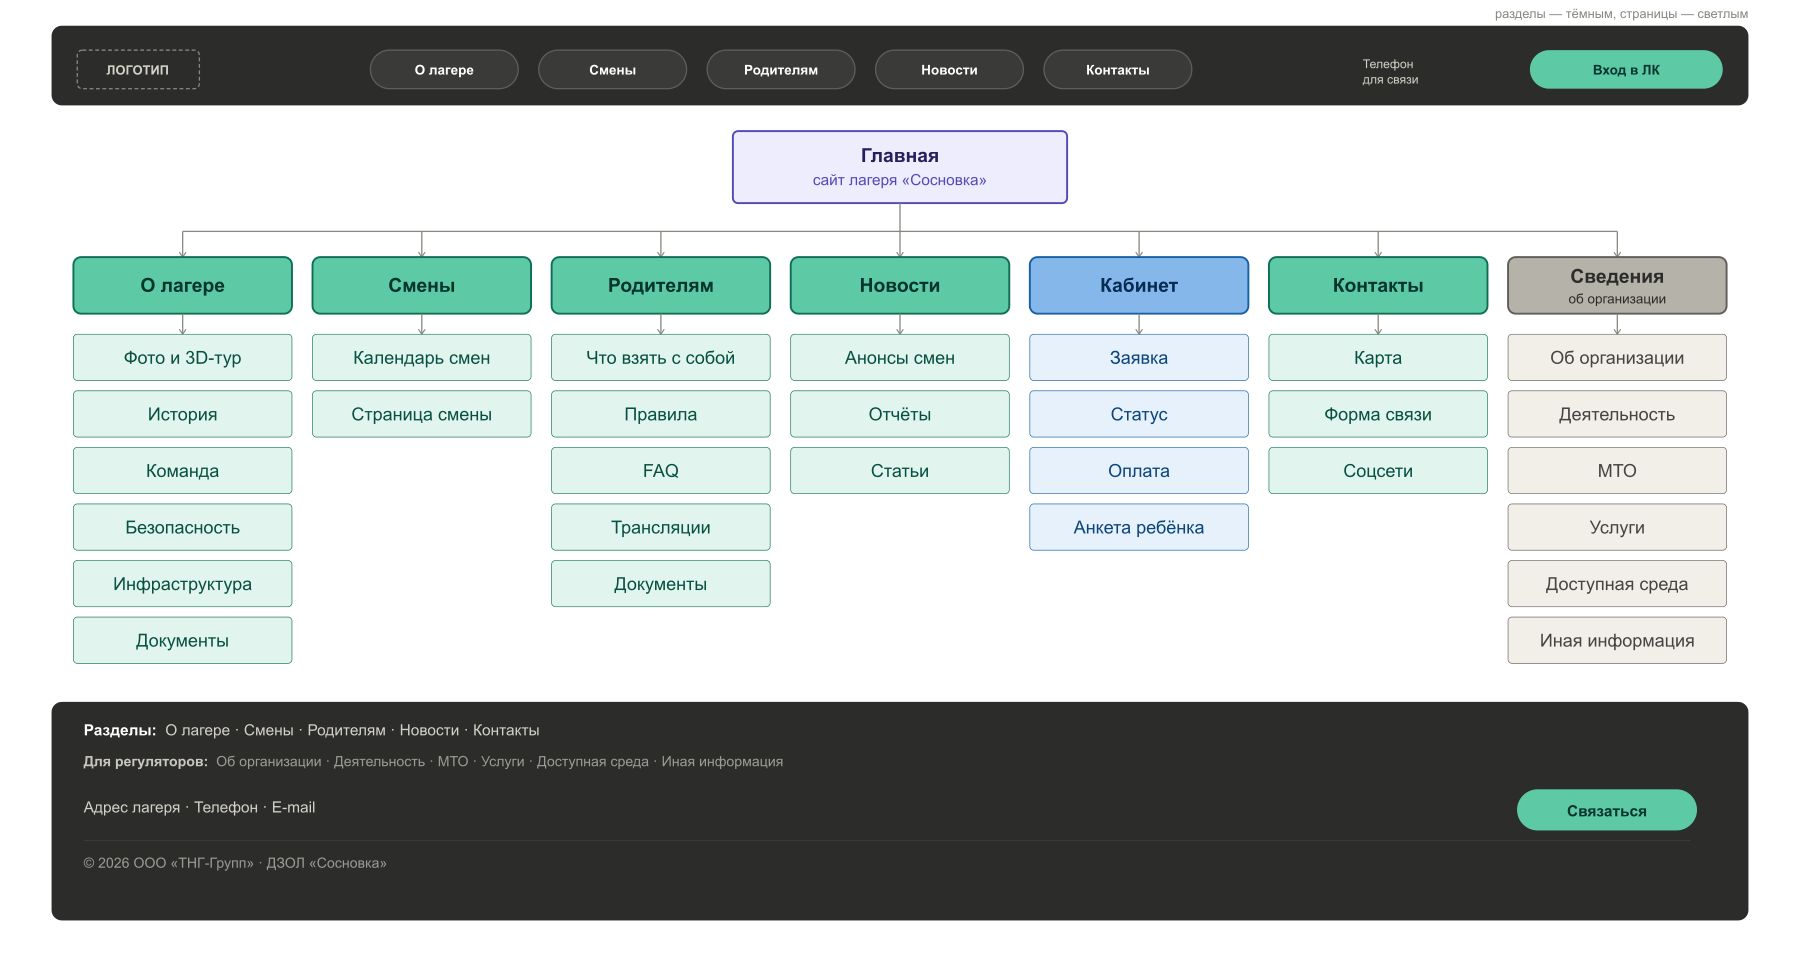 разделы — тёмным, страницы — светлым
ЛОГОТИП
О лагере
Смены
Родителям
Новости
Контакты
Телефон
для связи
Вход в ЛК
Главная
сайт лагеря «Сосновка»
О лагере
Фото и 3D-тур
История
Команда
Безопасность
Инфраструктура
Документы
Смены
Календарь смен
Страница смены
Родителям
Что взять с собой
Правила
FAQ
Трансляции
Документы
Новости
Анонсы смен
Отчёты
Статьи
Кабинет
Заявка
Статус
Оплата
Анкета ребёнка
Контакты
Карта
Форма связи
Соцсети
Сведения
об организации
Об организации
Деятельность
МТО
Услуги
Доступная среда
Иная информация
Разделы: О лагере · Смены · Родителям · Новости · Контакты
Для регуляторов: Об организации · Деятельность · МТО · Услуги · Доступная среда · Иная информация
Адрес лагеря · Телефон · E-mail
Связаться
© 2026 ООО «ТНГ-Групп» · ДЗОЛ «Сосновка»